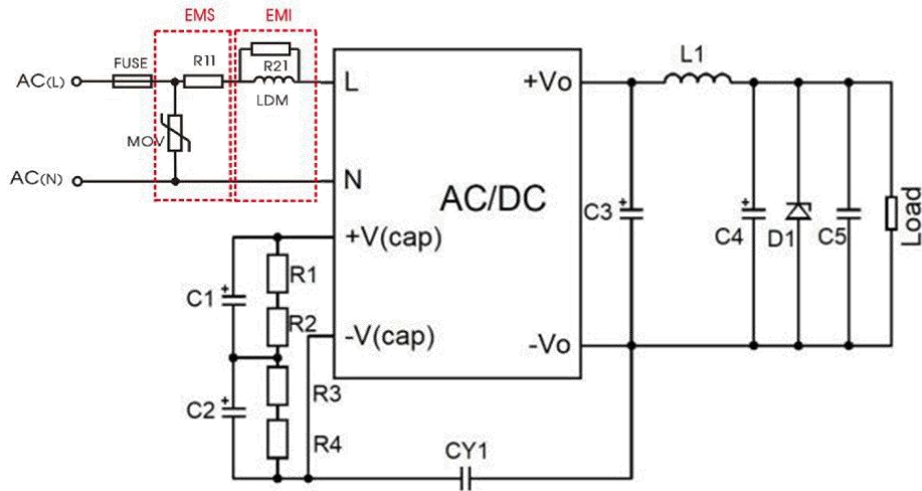 EMS
EMI
FUSE
R11
R21
LDM
AC(L)
L
MOV
AC(N)
N
AC/DC
+Vo
L1
C3
C4
D1
C5
Load
+V(cap)
R1
C1
R2
-V(cap)
-Vo
R3
C2
R4
CY1